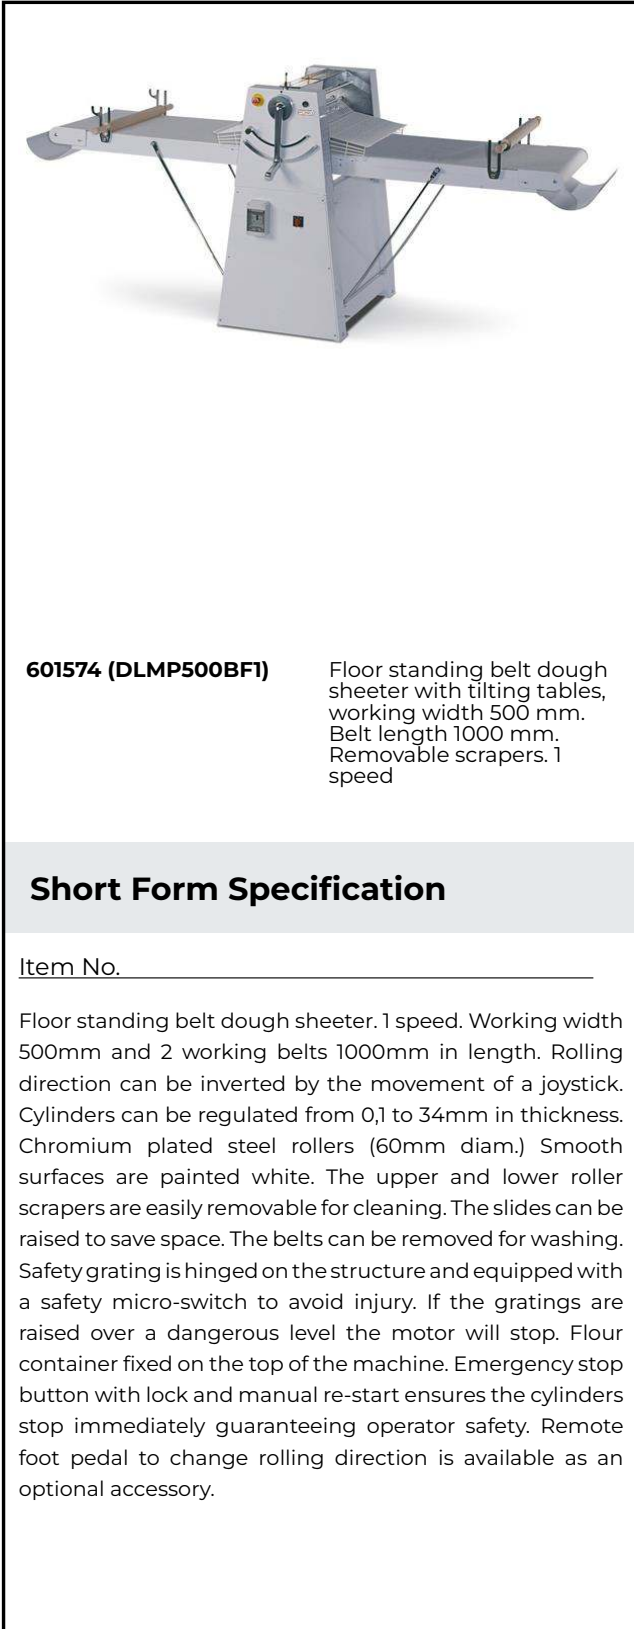 601574 (DLMP500BF1)
Floor standing belt dough
sheeter with tilting tables,
working width 500 mm.
Belt length 1000 mm.
Removable scrapers. 1
speed
Short Form Specification
Item No.
Floor standing belt dough sheeter. 1 speed. Working width
500mm and 2 working belts 1000mm in length. Rolling
direction can be inverted by the movement of a joystick.
Cylinders can be regulated from 0,1 to 34mm in thickness.
Chromium plated steel rollers (60mm diam.) Smooth
surfaces are painted white. The upper and lower roller
scrapers are easily removable for cleaning. The slides can be
raised to save space. The belts can be removed for washing.
Safety grating is hinged on the structure and equipped with
a safety micro-switch to avoid injury. If the gratings are
raised over a dangerous level the motor will stop. Flour
container fixed on the top of the machine. Emergency stop
button with lock and manual re-start ensures the cylinders
stop immediately guaranteeing operator safety. Remote
foot pedal to change rolling direction is available as an
optional accessory.